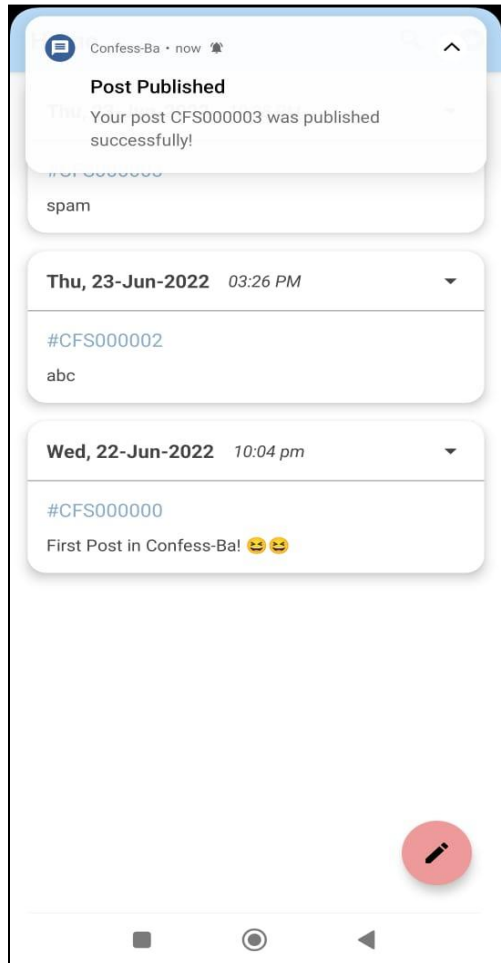 Confess-Ba • now
Post Published
Your post CFS000003 was published
successfully!
#CFS000003
spam
Thu, 23-Jun-2022 03:26 PM
#CFS000002
abc
Wed, 22-Jun-2022 10:04 pm
#CFS000000
First Post in Confess-Ba! 😆😆